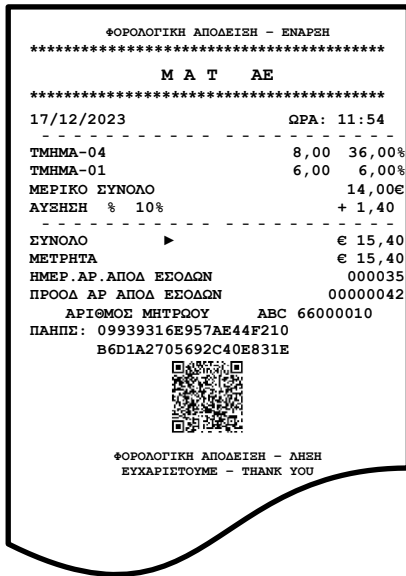 ΦΟΡΟΛΟΓΙΚΗ ΑΠΟΔΕΙΞΗ – ΕΝΑΡΞΗ
******************************************
Μ Α Τ ΑΕ
******************************************
17/12/2023 ΩΡΑ: 11:54
- - - - - - - - - - - - - - - - - - - - -
ΤΜΗΜΑ-04 8,00 36,00%
ΤΜΗΜΑ-01 6,00 6,00%
ΜΕΡΙΚΟ ΣΥΝΟΛΟ 14,00€
ΑΥΞΗΣΗ % 10% + 1,40
- - - - - - - - - - - - - - - - - - - - -
ΣΥΝΟΛΟ ► € 15,40
ΜΕΤΡΗΤΑ € 15,40
ΗΜΕΡ.ΑΡ.ΑΠΟΔ ΕΣΟΔΩΝ 000035
ΠΡΟΟΔ ΑΡ ΑΠΟΔ ΕΣΟΔΩΝ 00000042
ΑΡΙΘΜΟΣ ΜΗΤΡΩΟΥ ABC 66000010
ΠΑΗΠΣ: 09939316E957AE44F210
B6D1A2705692C40E831E
ΦΟΡΟΛΟΓΙΚΗ ΑΠΟΔΕΙΞΗ – ΛΗΞΗ
ΕΥΧΑΡΙΣΤΟΥΜΕ – THANK YOU